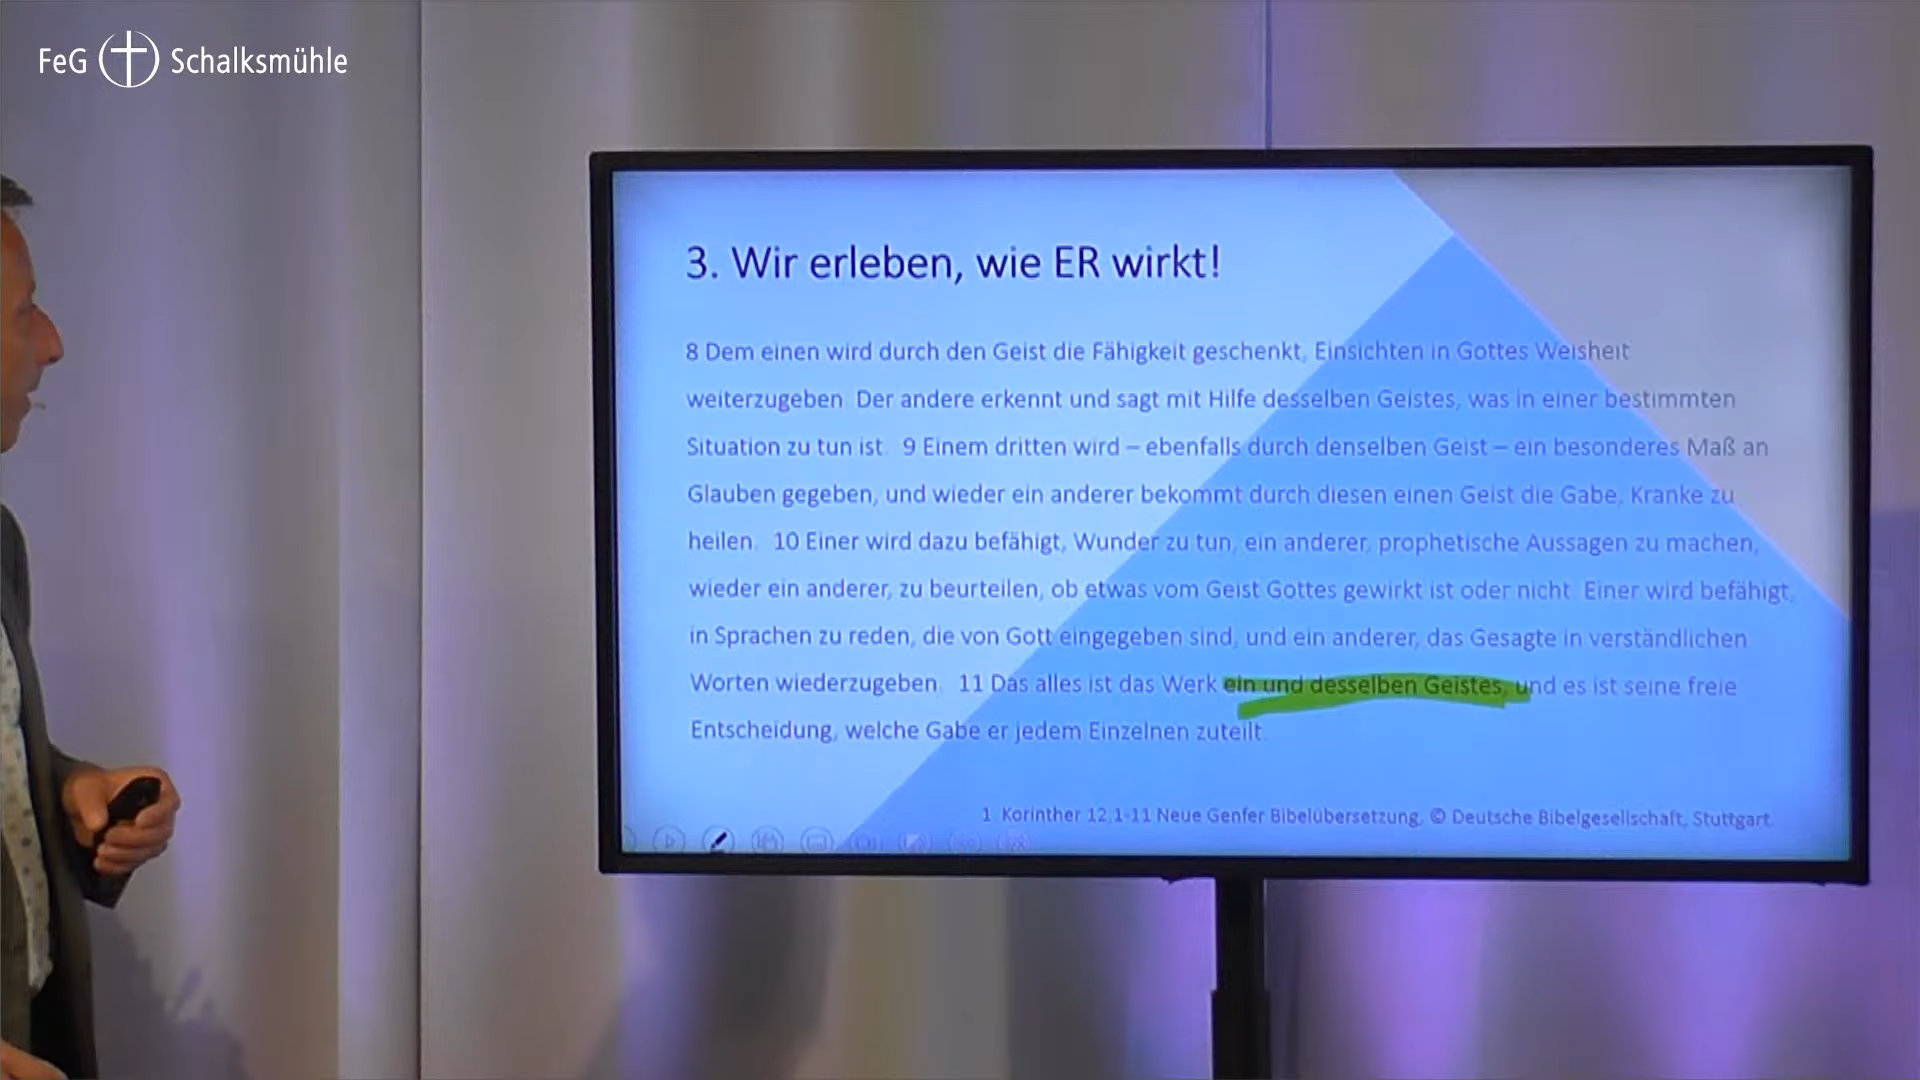 FeG Schalksmühle
3. Wir erleben, wie ER wirkt!
8 Dem einen wird durch den Geist die Fähigkeit geschenkt, Einsichten in Gottes Weisheit
weiterzugeben. Der andere erkennt und sagt mit Hilfe desselben Geistes, was in einer bestimmten
Situation zu tun ist. 9 Einem dritten wird – ebenfalls durch denselben Geist – ein besonderes Maß an
Glauben gegeben, und wieder ein anderer bekommt durch diesen einen Geist die Gabe, Kranke zu
heilen. 10 Einer wird dazu befähigt, Wunder zu tun, ein anderer, prophetische Aussagen zu machen,
wieder ein anderer, zu beurteilen, ob etwas vom Geist Gottes gewirkt ist oder nicht. Einer wird befähigt,
in Sprachen zu reden, die von Gott eingegeben sind, und ein anderer, das Gesagte in verständlichen
Worten wiederzugeben. 11 Das alles ist das Werk ein und desselben Geistes, und es ist seine freie
Entscheidung, welche Gabe er jedem Einzelnen zuteilt.
1. Korinther 12,1-11 Neue Genfer Bibelübersetzung, © Deutsche Bibelgesellschaft, Stuttgart.